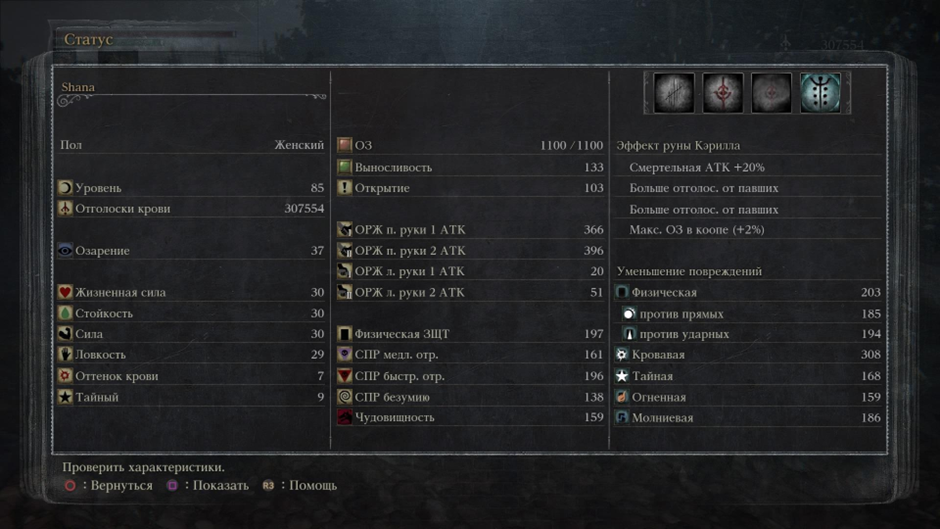 Статус
307554
Shana
Пол Женский
Уровень 85
Отголоски крови 307554
Озарение 37
Жизненная сила 30
Стойкость 30
Сила 30
Ловкость 29
Оттенок крови 7
Тайный 9
ОЗ 1100 / 1100
Выносливость 133
Открытие 103
ОРЖ п. руки 1 АТК 366
ОРЖ п. руки 2 АТК 396
ОРЖ л. руки 1 АТК 20
ОРЖ л. руки 2 АТК 51
Физическая ЗЩТ 197
СПР медл. отр. 161
СПР быстр. отр. 196
СПР безумию 138
Чудовищность 159
Эффект руны Кэрилла
Смертельная АТК +20%
Больше отголос. от павших
Больше отголос. от павших
Макс. ОЗ в коопе (+2%)
Уменьшение повреждений
Физическая 203
против прямых 185
против ударных 194
Кровавая 308
Тайная 168
Огненная 159
Молниевая 186
Проверить характеристики.
: Вернуться : Показать R3 : Помощь